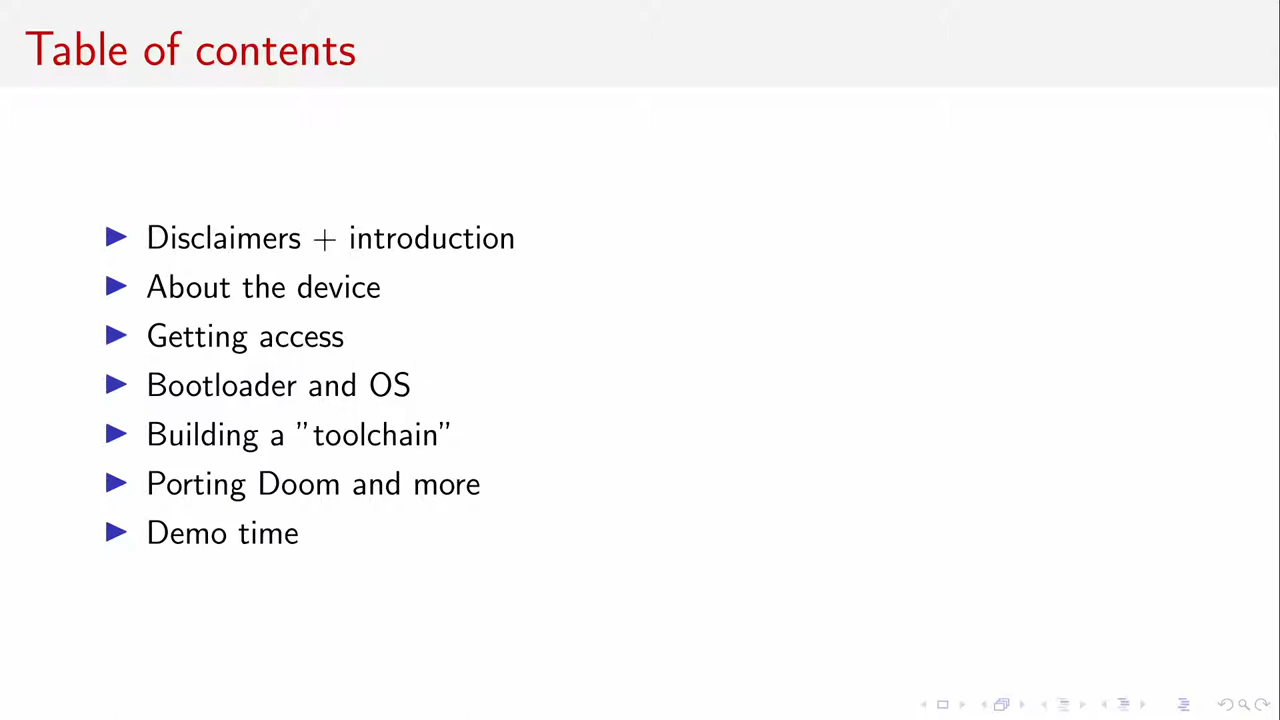 Table of contents
Disclaimers + introduction
About the device
Getting access
Bootloader and OS
Building a ”toolchain”
Porting Doom and more
Demo time